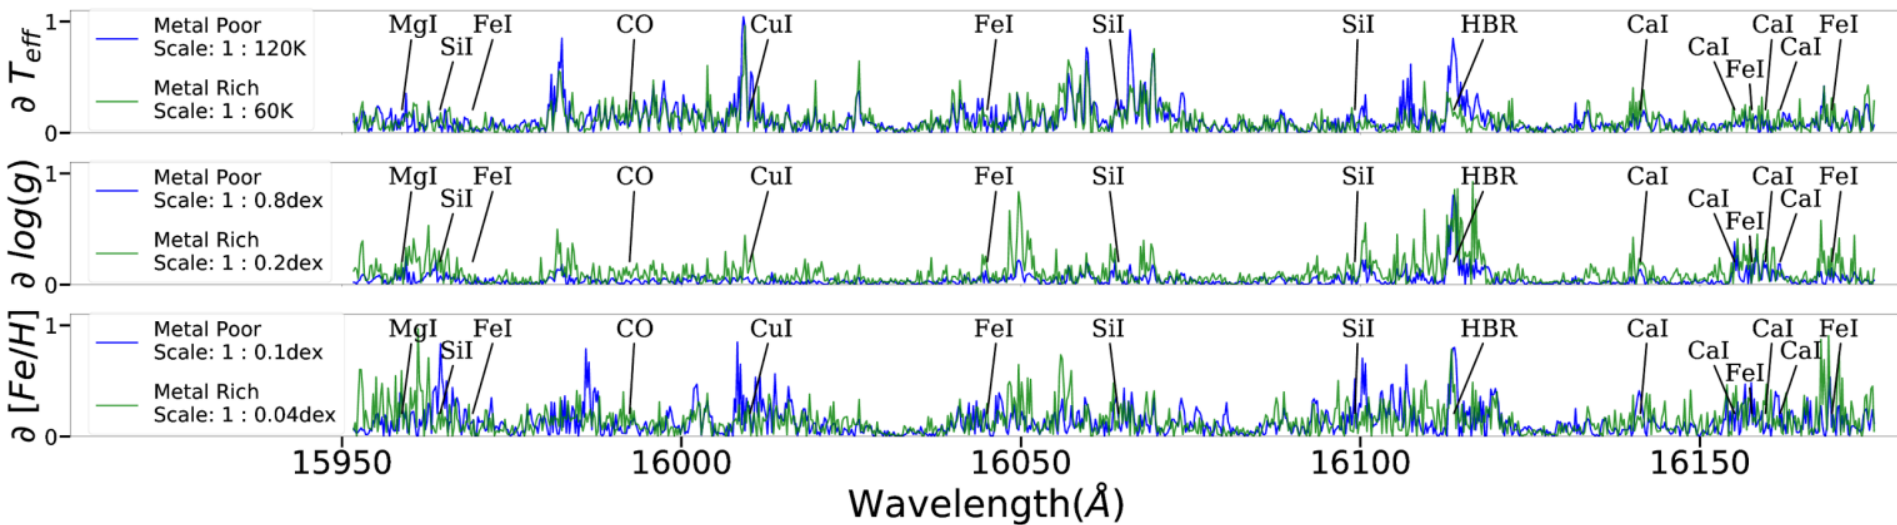 1
∂ T_eff
0
Metal Poor
Scale: 1 : 120K
Metal Rich
Scale: 1 : 60K
MgI SiI FeI CO CuI FeI SiI SiI HBR CaI CaI FeI CaI CaI FeI
1
∂ log(g)
0
Metal Poor
Scale: 1 : 0.8dex
Metal Rich
Scale: 1 : 0.2dex
MgI SiI FeI CO CuI FeI SiI SiI HBR CaI CaI FeI CaI CaI FeI
1
∂ [Fe/H]
0
Metal Poor
Scale: 1 : 0.1dex
Metal Rich
Scale: 1 : 0.04dex
MgI SiI FeI CO CuI FeI SiI SiI HBR CaI CaI FeI CaI CaI FeI
15950 16000 16050 16100 16150
Wavelength(Å)